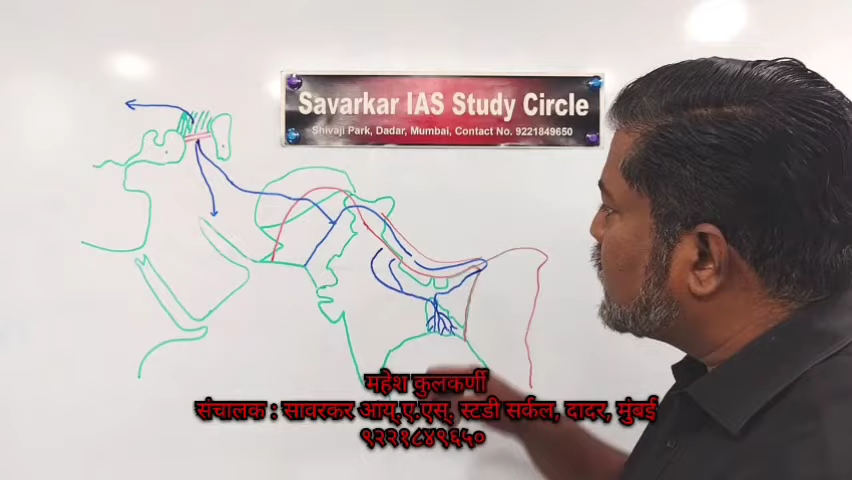 Savarkar IAS Study Circle
Shivaji Park, Dadar, Mumbai, Contact No. 9221849650
महेश कुलकर्णी
संचालक : सावरकर आय्.ए.एस्. स्टडी सर्कल, दादर, मुंबई
९२२१८४९६५०